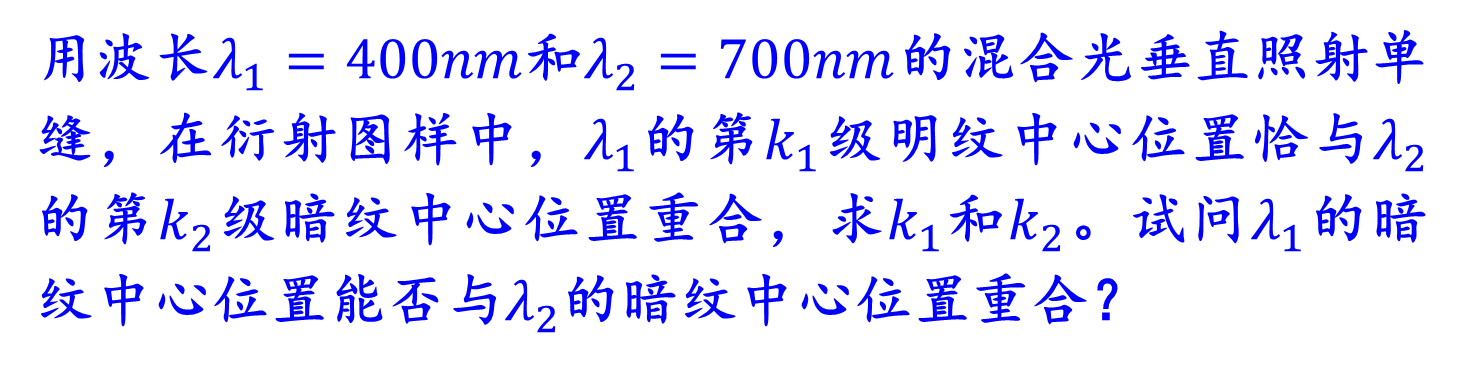 用波长λ₁ = 400nm和λ₂ = 700nm的混合光垂直照射单
缝，在衍射图样中，λ₁的第k₁级明纹中心位置恰与λ₂
的第k₂级暗纹中心位置重合，求k₁和k₂。试问λ₁的暗
纹中心位置能否与λ₂的暗纹中心位置重合？